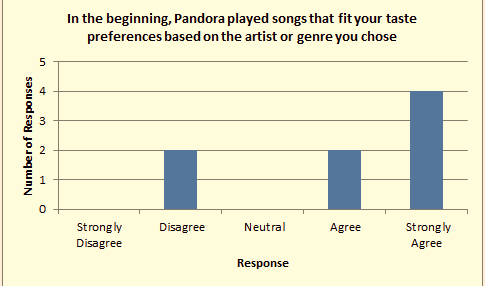 In the beginning, Pandora played songs that fit your taste
preferences based on the artist or genre you chose
Number of Responses
5
4
3
2
1
0
Strongly Disagree
Disagree
Neutral
Agree
Strongly Agree
Response